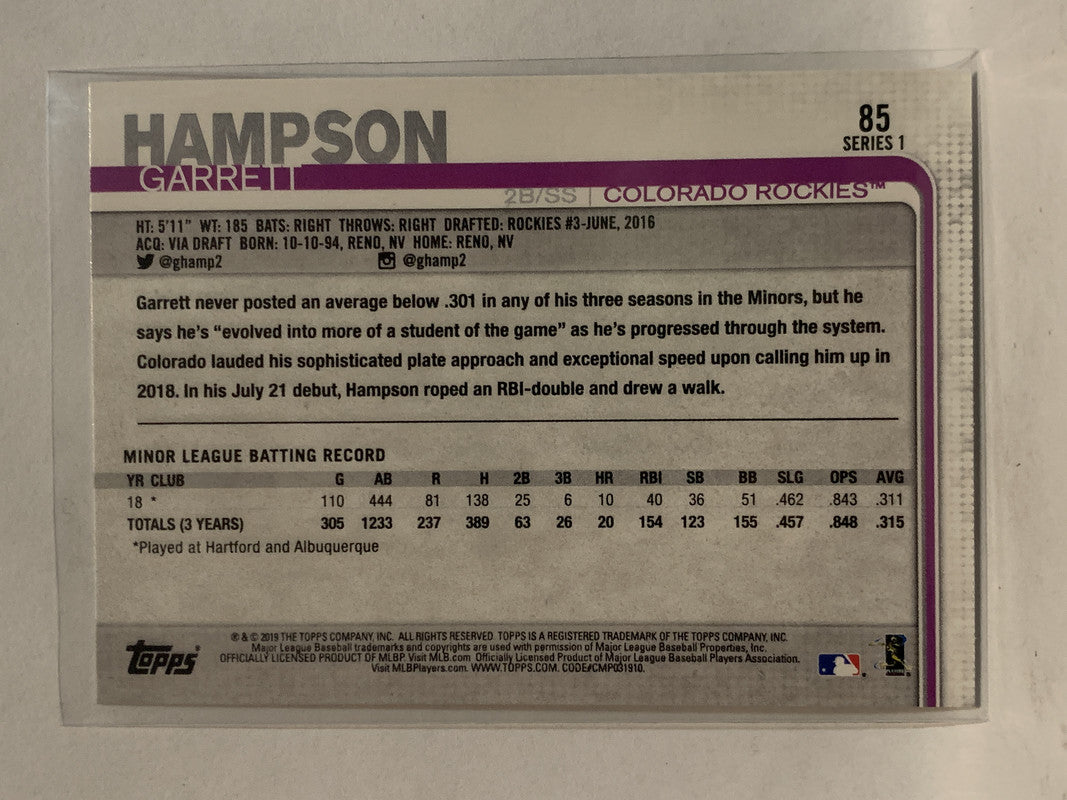 HAMPSON
GARRETT
85
SERIES 1
2B/SS | COLORADO ROCKIES™
HT: 5'11" WT: 185 BATS: RIGHT THROWS: RIGHT DRAFTED: ROCKIES #3-JUNE, 2016
ACQ: VIA DRAFT BORN: 10-10-94, RENO, NV HOME: RENO, NV
@ghamp2 @ghamp2
Garrett never posted an average below .301 in any of his three seasons in the Minors, but he
says he's “evolved into more of a student of the game” as he's progressed through the system.
Colorado lauded his sophisticated plate approach and exceptional speed upon calling him up in
2018. In his July 21 debut, Hampson roped an RBI-double and drew a walk.
MINOR LEAGUE BATTING RECORD
YR CLUB G AB R H 2B 3B HR RBI SB BB SLG OPS AVG
18 * 110 444 81 138 25 6 10 40 36 51 .462 .843 .311
TOTALS (3 YEARS) 305 1233 237 389 63 26 20 154 123 155 .457 .848 .315
*Played at Hartford and Albuquerque
topps®
® & © 2019 THE TOPPS COMPANY, INC. ALL RIGHTS RESERVED. TOPPS IS A REGISTERED TRADEMARK OF THE TOPPS COMPANY, INC.
Major League Baseball trademarks and copyrights are used with permission of Major League Baseball Properties, Inc.
OFFICIALLY LICENSED PRODUCT OF MLBP. Visit MLB.com Officially Licensed Product of Major League Baseball Players Association.
Visit MLBPlayers.com. WWW.TOPPS.COM. CODE#CMP031910.